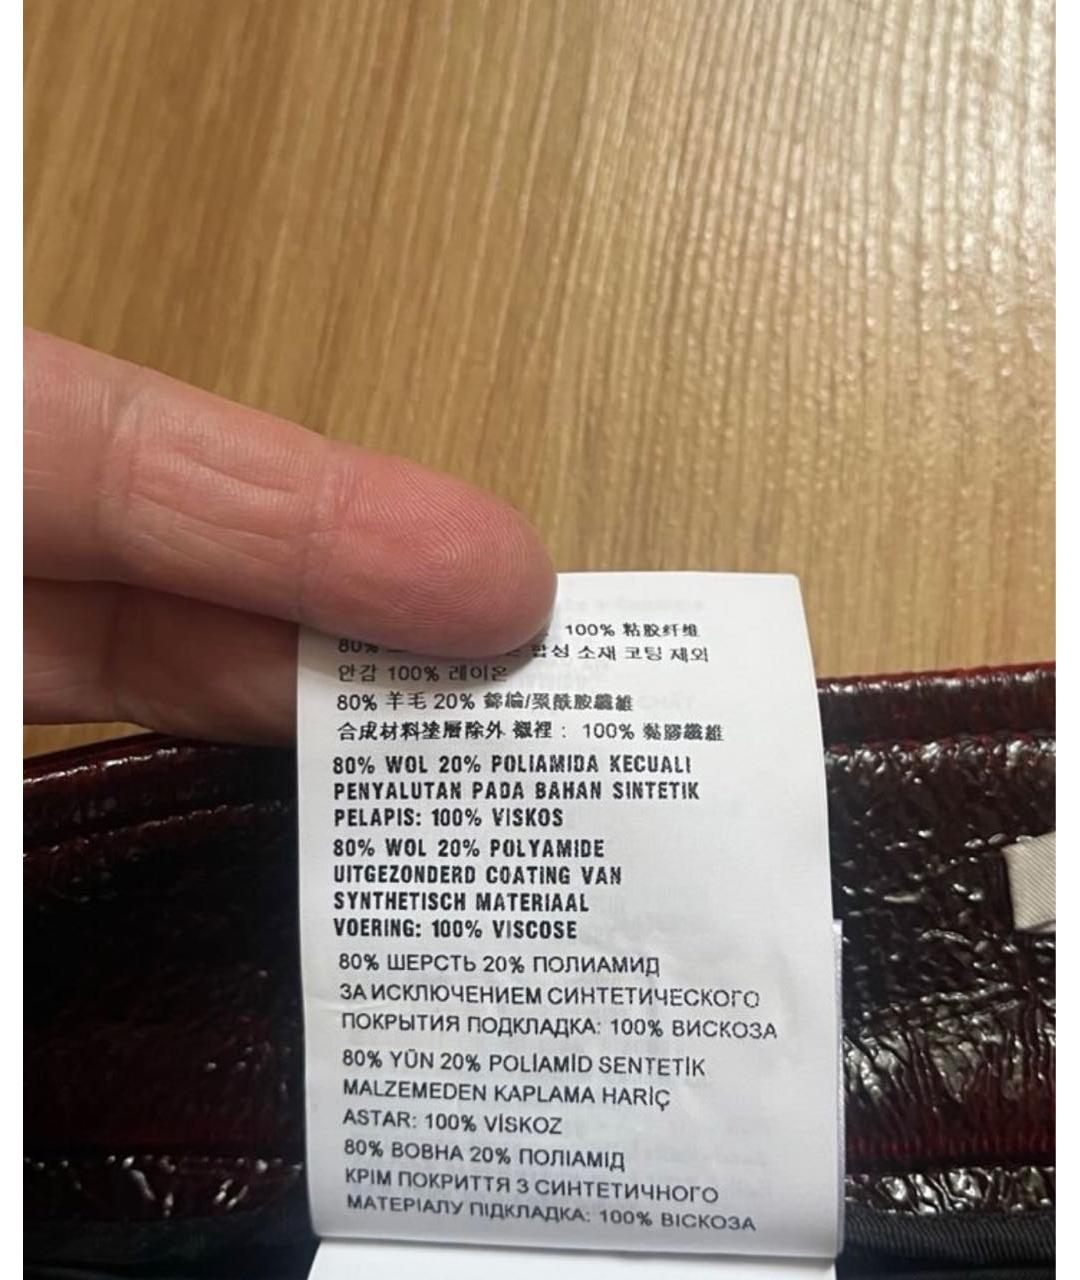 100% 粘胶纤维
80% 합성 소재 코팅 제외
안감 100% 레이온
80% 羊毛 20% 錦綸/聚酰胺纖維
合成材料塗層除外 襯裡： 100% 黏膠纖維
80% WOL 20% POLIAMIDA KECUALI
PENYALUTAN PADA BAHAN SINTETIK
PELAPIS: 100% VISKOS
80% WOL 20% POLYAMIDE
UITGEZONDERD COATING VAN
SYNTHETISCH MATERIAAL
VOERING: 100% VISCOSE
80% ШЕРСТЬ 20% ПОЛИАМИД
ЗА ИСКЛЮЧЕНИЕМ СИНТЕТИЧЕСКОГО
ПОКРЫТИЯ ПОДКЛАДКА: 100% ВИСКОЗА
80% YÜN 20% POLİAMİD SENTETİK
MALZEMEDEN KAPLAMA HARİÇ
ASTAR: 100% VİSKOZ
80% ВОВНА 20% ПОЛІАМІД
КРІМ ПОКРИТТЯ З СИНТЕТИЧНОГО
МАТЕРІАЛУ ПІДКЛАДКА: 100% ВІСКОЗА